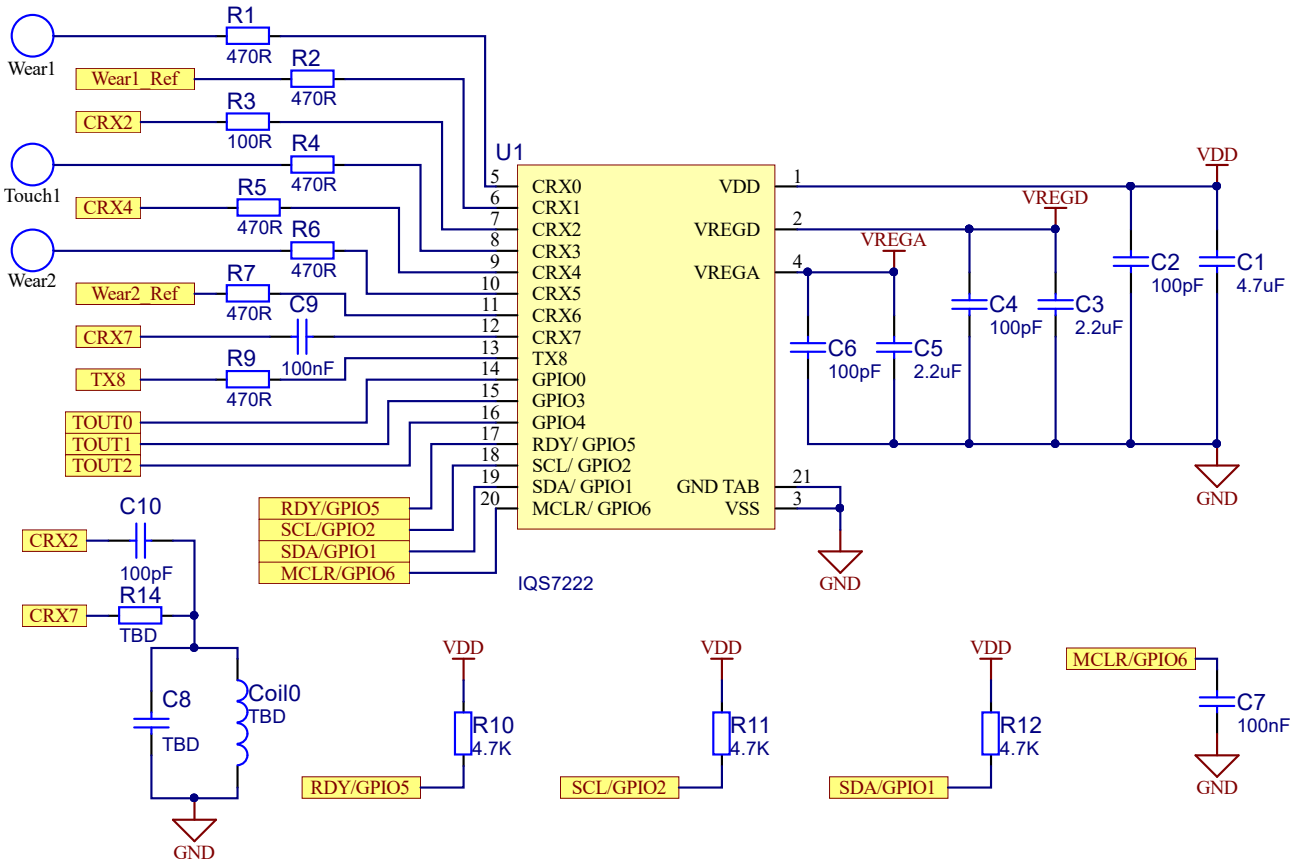 R1
470R
Wear1
Wear1_Ref
R2
470R
CRX2
R3
100R
R4
470R
Touch1
CRX4
R5
470R
R6
470R
Wear2
Wear2_Ref
R7
470R
CRX7
C9
100nF
TX8
R9
470R
TOUT0
TOUT1
TOUT2
RDY/GPIO5
SCL/GPIO2
SDA/GPIO1
MCLR/GPIO6
U1
5 CRX0
6 CRX1
7 CRX2
8 CRX3
9 CRX4
10 CRX5
11 CRX6
12 CRX7
13 TX8
14 GPIO0
15 GPIO3
16 GPIO4
17 RDY/ GPIO5
18 SCL/ GPIO2
19 SDA/ GPIO1
20 MCLR/ GPIO6
VDD 1
VREGD 2
VREGA 4
GND TAB 21
VSS 3
IQS7222
VDD
VREGD
VREGA
C2
100pF
C1
4.7uF
C4
100pF
C3
2.2uF
C6
100pF
C5
2.2uF
GND
GND
CRX2
C10
100pF
CRX7
R14
TBD
C8
TBD
Coil0
TBD
GND
VDD
R10
4.7K
RDY/GPIO5
VDD
R11
4.7K
SCL/GPIO2
VDD
R12
4.7K
SDA/GPIO1
MCLR/GPIO6
C7
100nF
GND